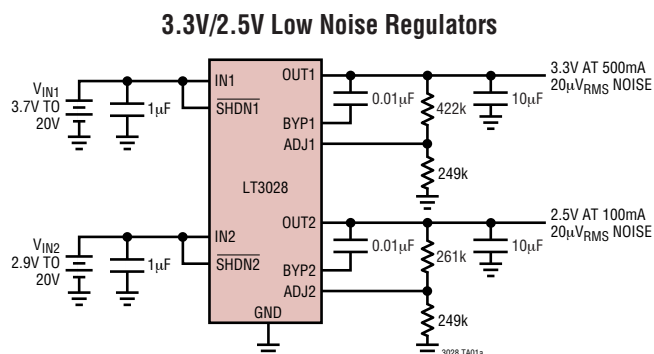 3.3V/2.5V Low Noise Regulators
VIN1
3.7V TO
20V
1µF
IN1
SHDN1
OUT1
BYP1
ADJ1
0.01µF
422k
10µF
249k
3.3V AT 500mA
20µVRMS NOISE
LT3028
VIN2
2.9V TO
20V
1µF
IN2
SHDN2
OUT2
BYP2
ADJ2
GND
0.01µF
261k
10µF
249k
2.5V AT 100mA
20µVRMS NOISE
3028 TA01a